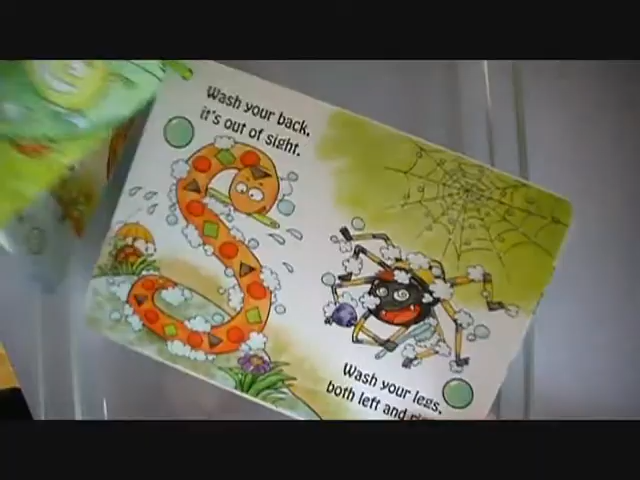 Wash your back,
it's out of sight.
Wash your legs,
both left and